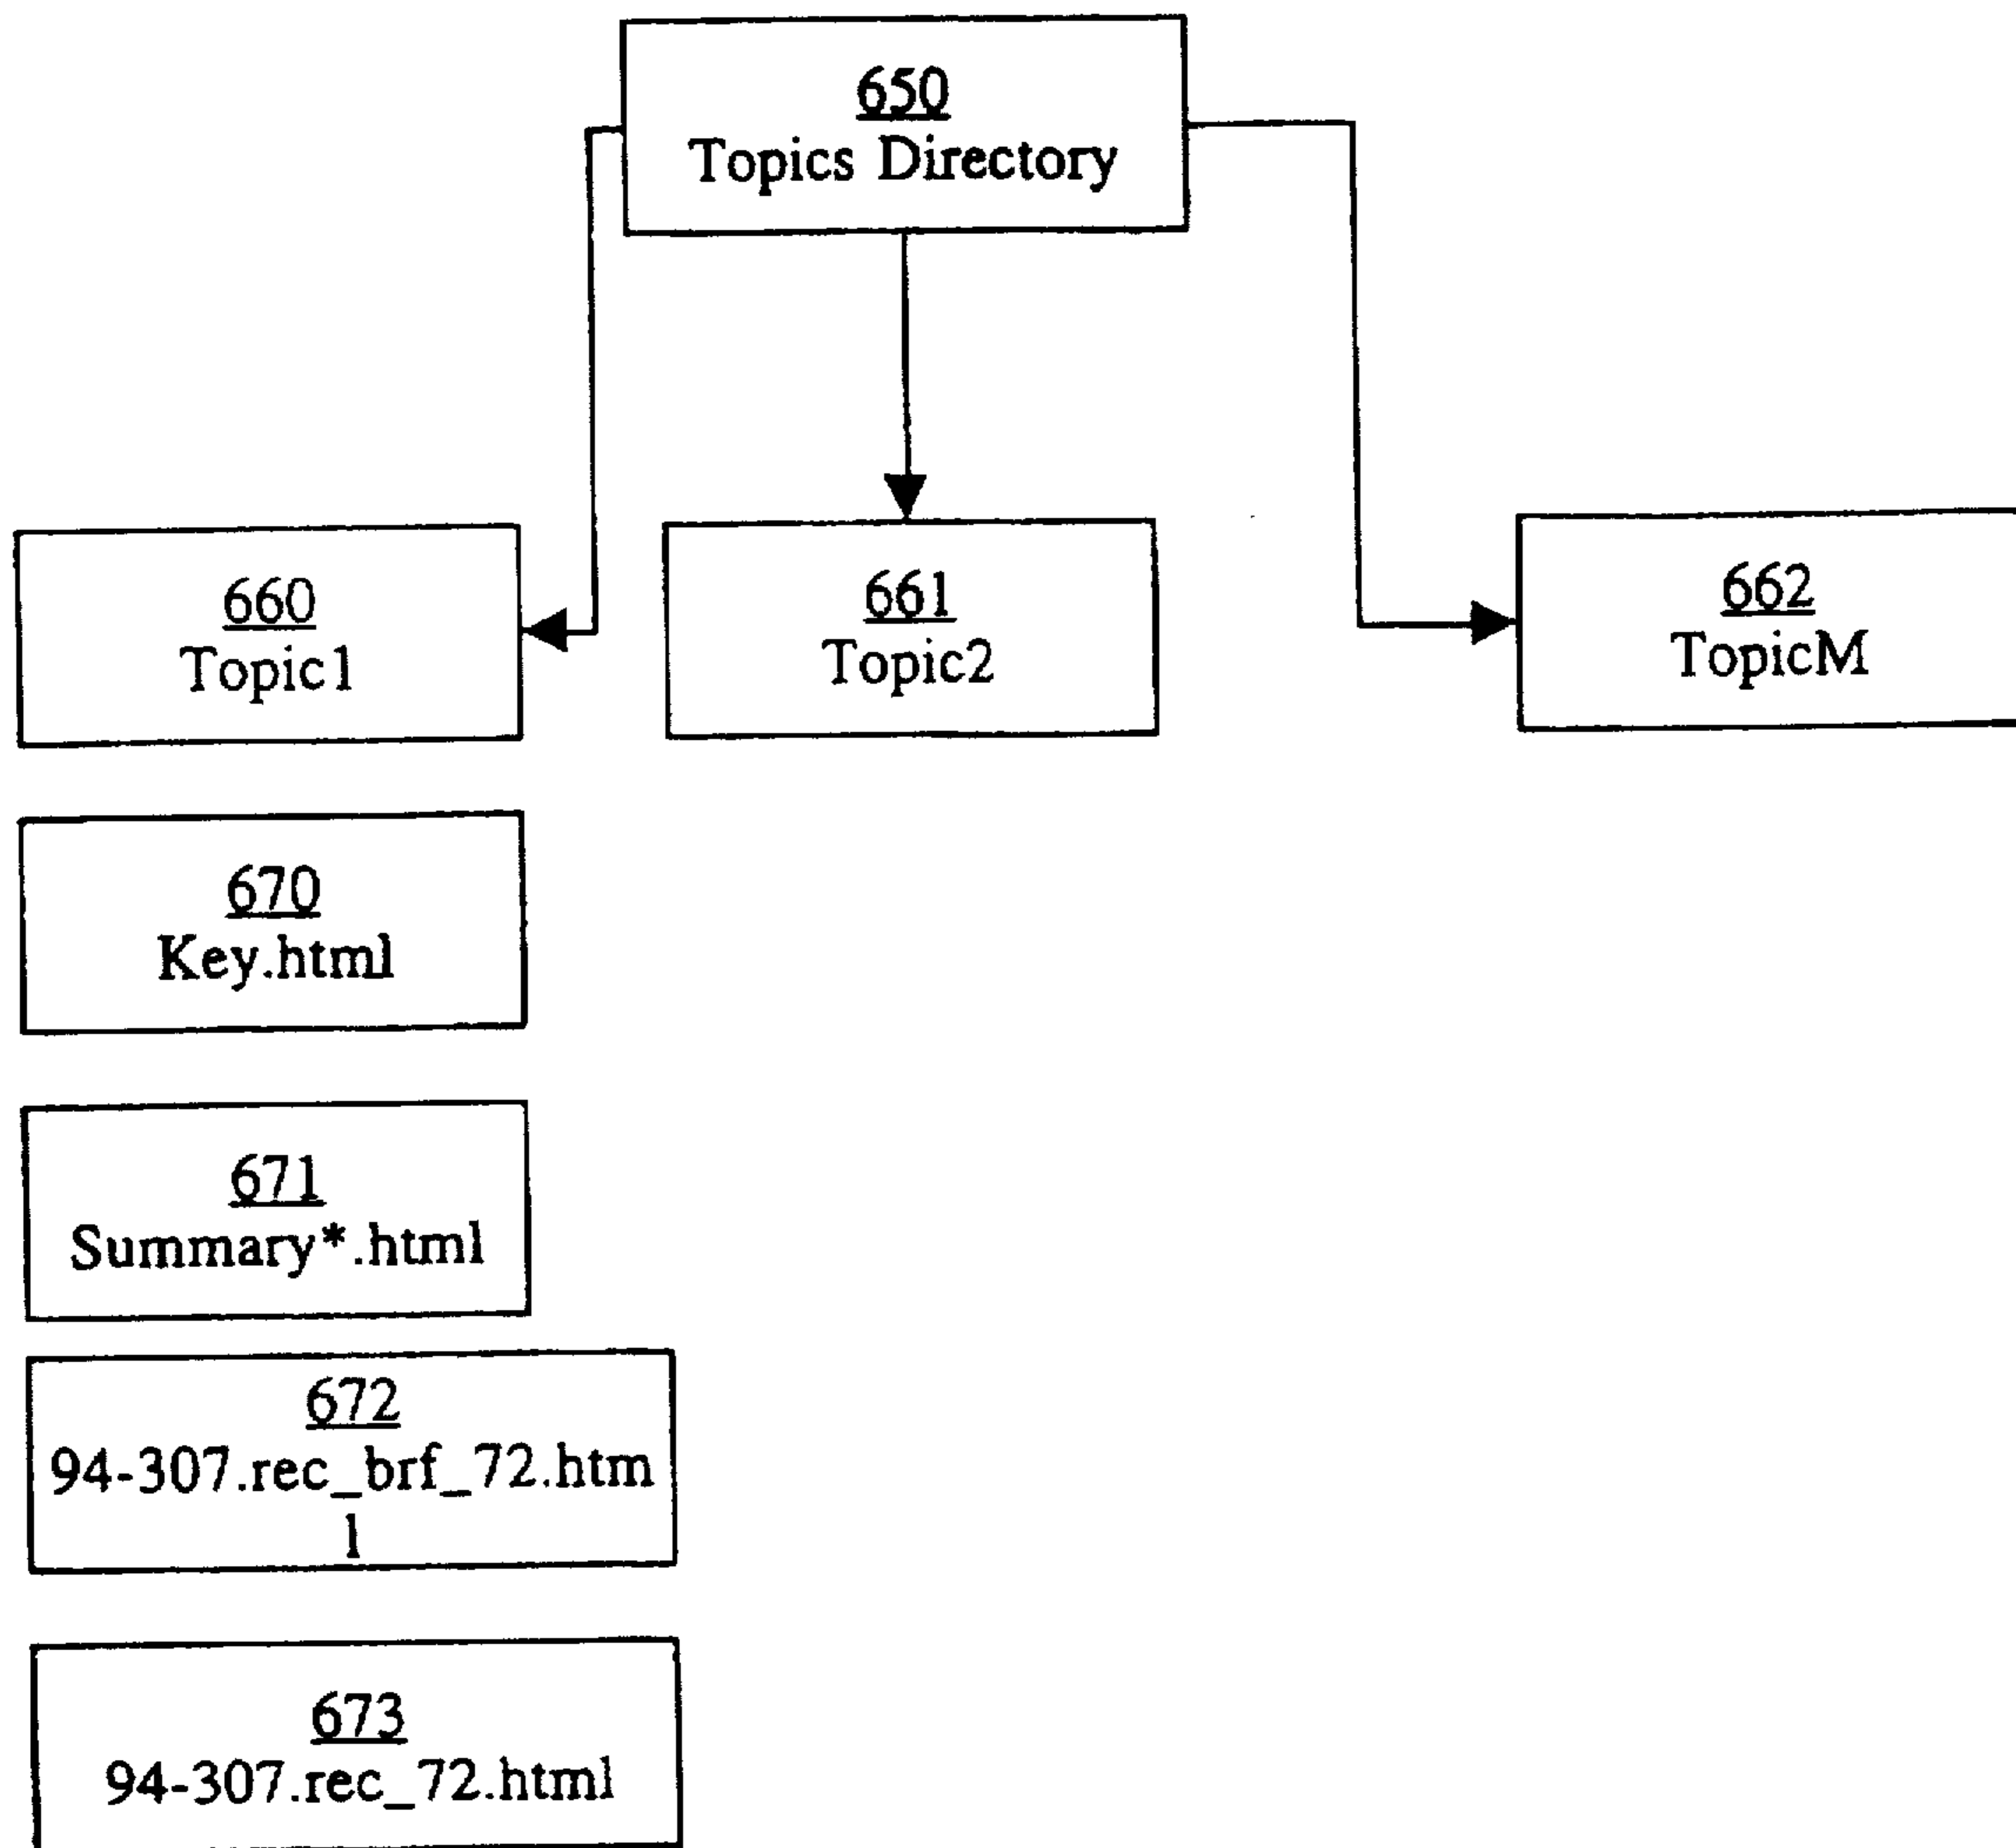 650
Topics Directory
660
Topic1
661
Topic2
662
TopicM
670
Key.html
671
Summary*.html
672
94-307.rec_brf_72.htm
l
673
94-307.rec_72.html